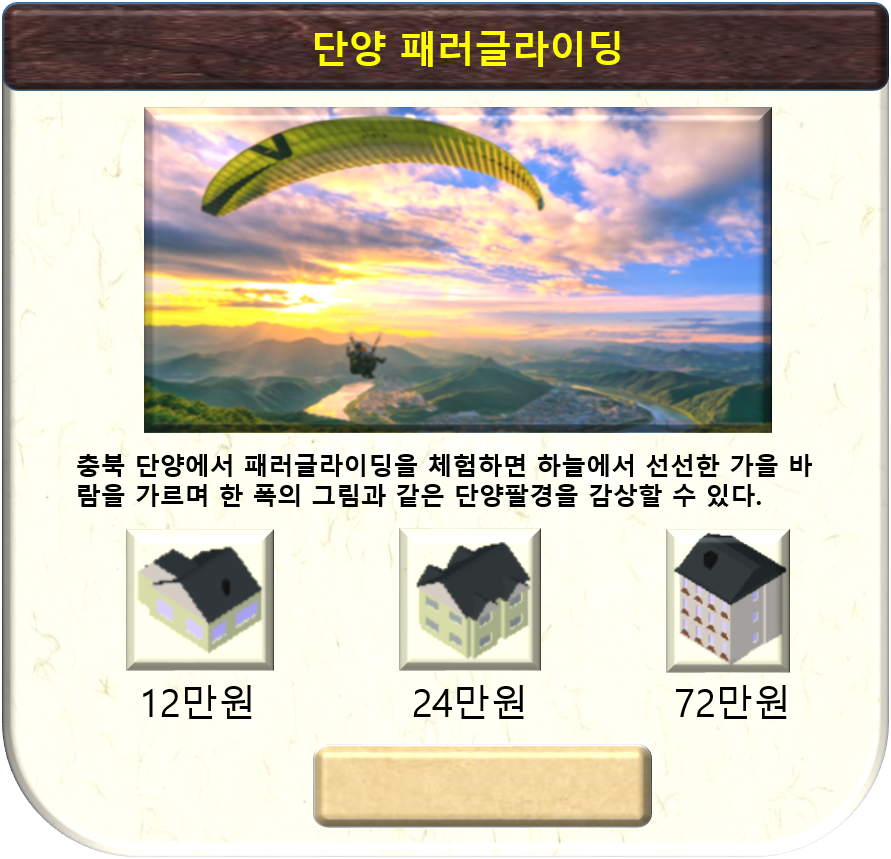 단양 패러글라이딩
충북 단양에서 패러글라이딩을 체험하면 하늘에서 선선한 가을 바
람을 가르며 한 폭의 그림과 같은 단양팔경을 감상할 수 있다.
12만원 24만원 72만원